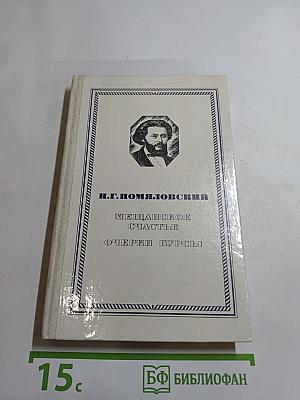 Н.Г.ПОМЯЛОВСКИЙ
МЕЩАНСКОЕ
СЧАСТЬЕ
ОЧЕРКИ БУРСЫ
15с
БФ БИБЛИОФАН